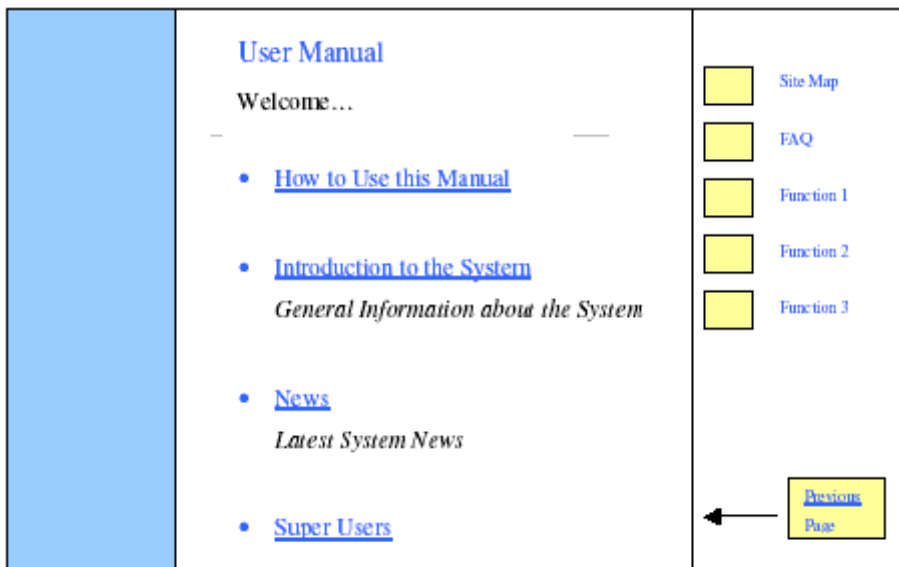 User Manual
Welcome…
• How to Use this Manual
• Introduction to the System
General Information about the System
• News
Latest System News
• Super Users
Site Map
FAQ
Function 1
Function 2
Function 3
Previous
Page